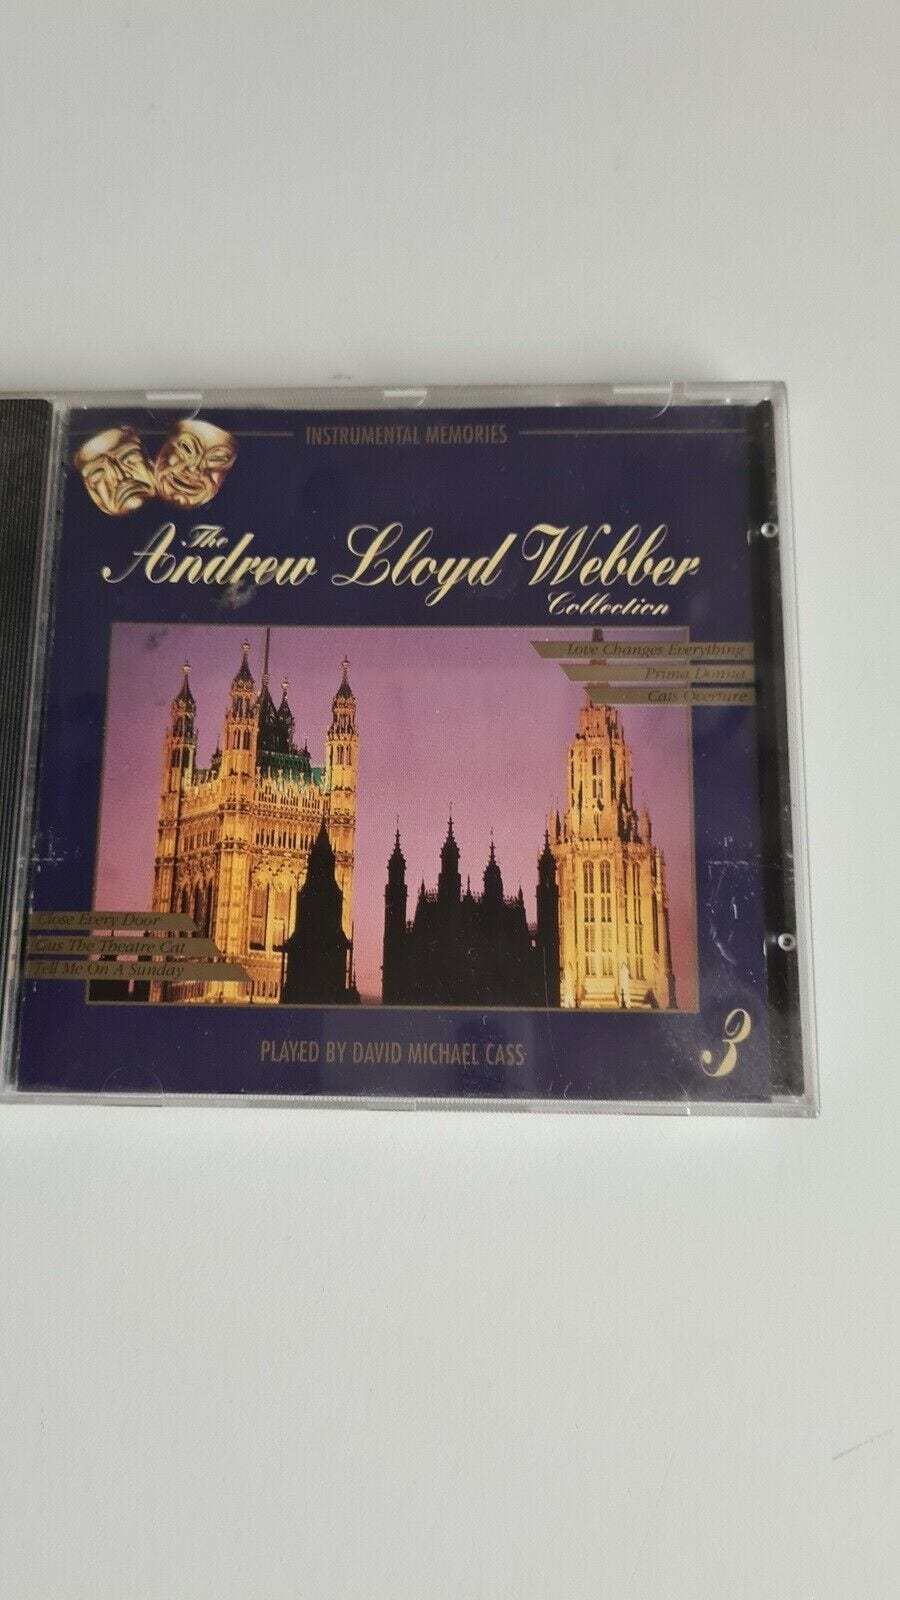 INSTRUMENTAL MEMORIES
The
Andrew Lloyd Webber
Collection
Love Changes Everything
Prima Donna
Cats Overture
Close Every Door
Gus The Theatre Cat
Tell Me On A Sunday
PLAYED BY DAVID MICHAEL CASS
3